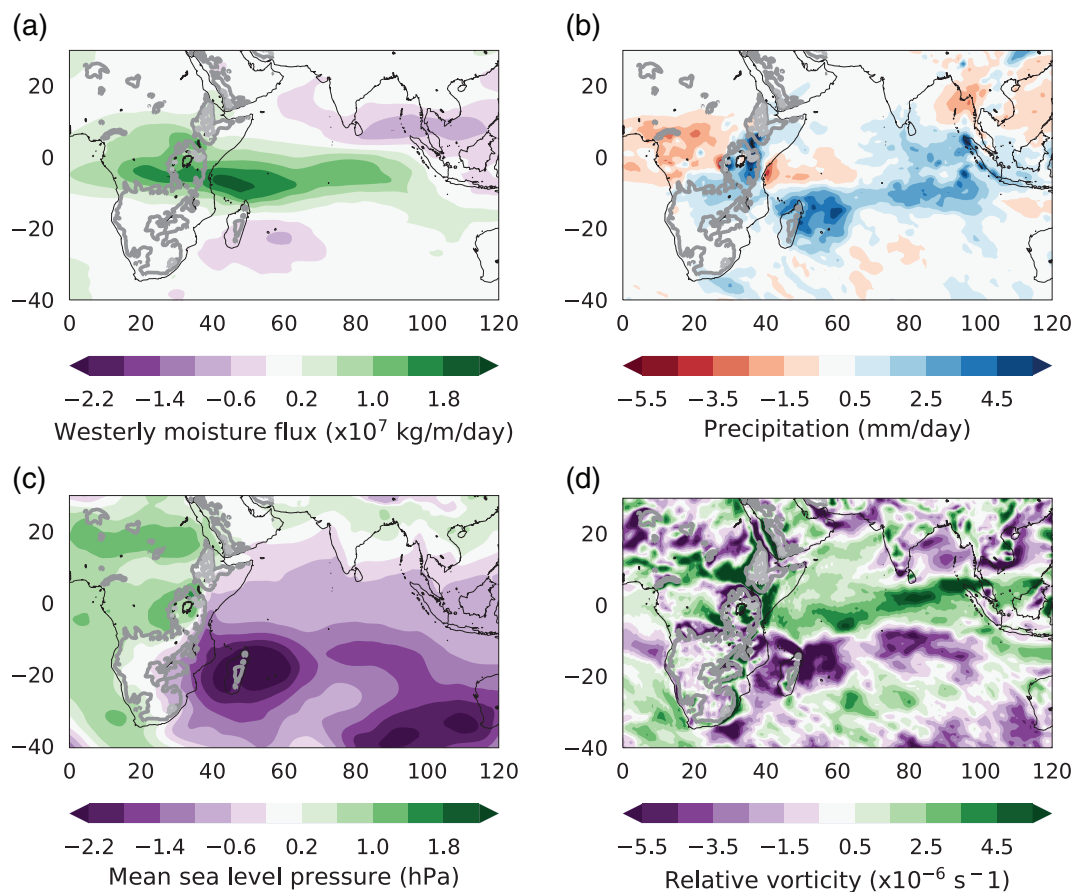 (a)
20
0
−20
−40
0 20 40 60 80 100 120
−2.2 −1.4 −0.6 0.2 1.0 1.8
Westerly moisture flux (x10⁷ kg/m/day)
(b)
20
0
−20
−40
0 20 40 60 80 100 120
−5.5 −3.5 −1.5 0.5 2.5 4.5
Precipitation (mm/day)
(c)
20
0
−20
−40
0 20 40 60 80 100 120
−2.2 −1.4 −0.6 0.2 1.0 1.8
Mean sea level pressure (hPa)
(d)
20
0
−20
−40
0 20 40 60 80 100 120
−5.5 −3.5 −1.5 0.5 2.5 4.5
Relative vorticity (x10⁻⁶ s⁻¹)